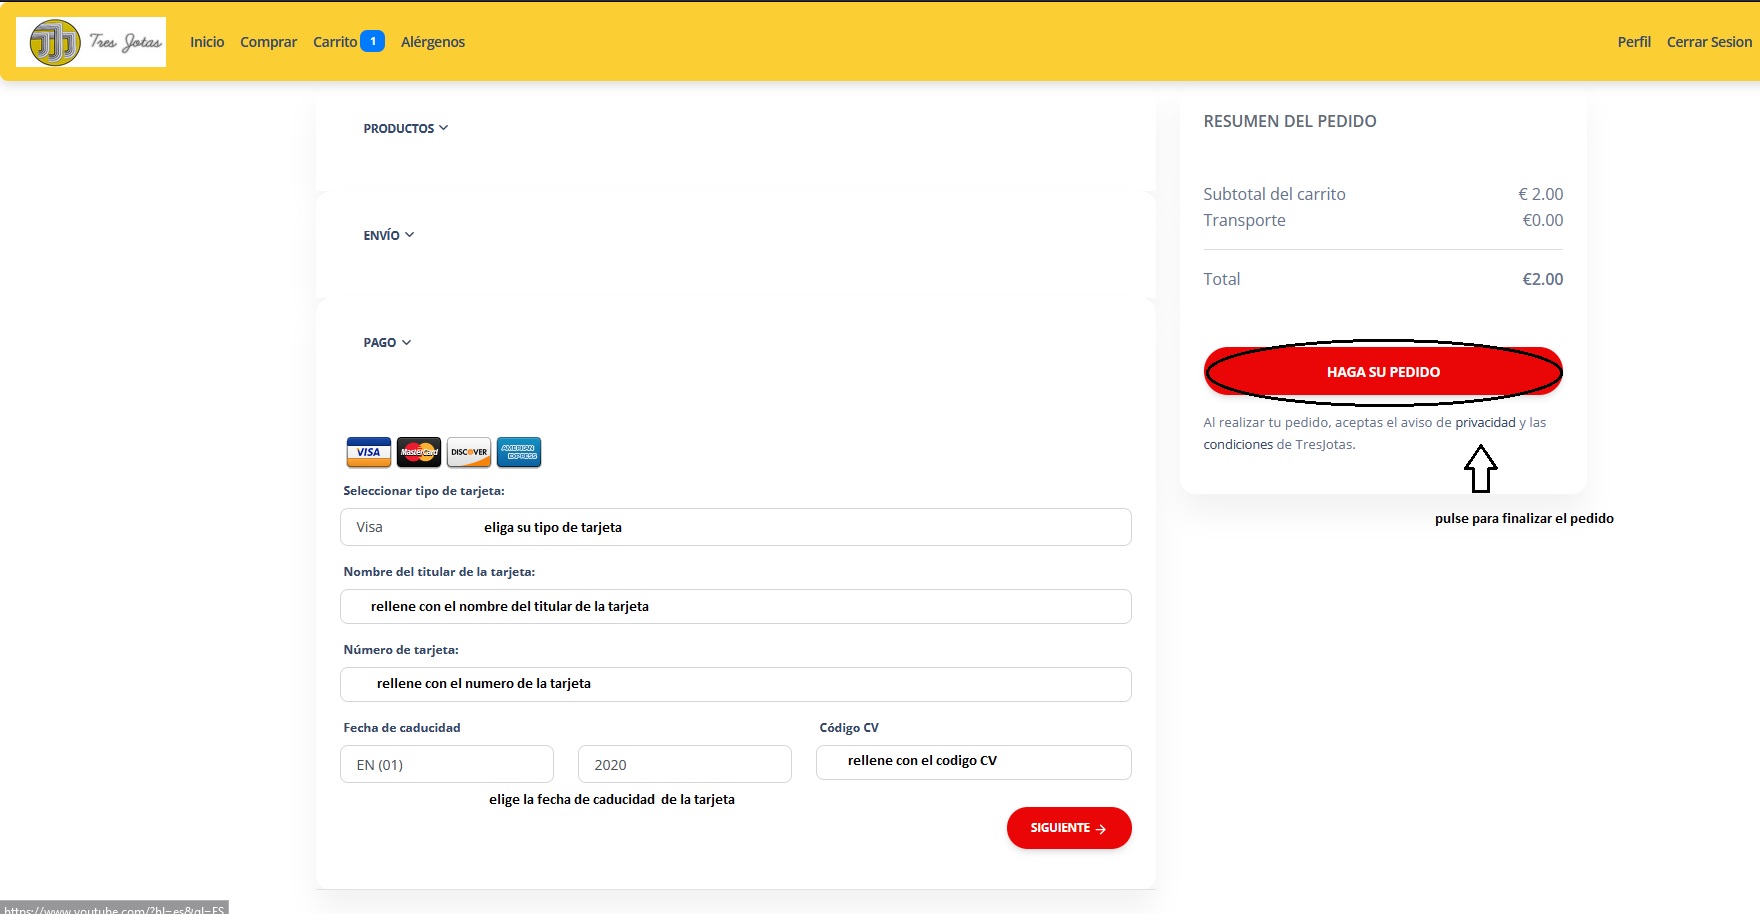 Tres Jotas
Inicio
Comprar
Carrito 1
Alérgenos
Perfil
Cerrar Sesion
PRODUCTOS
ENVÍO
PAGO
VISA
MasterCard
DISCOVER
AMERICAN
EXPRESS
Seleccionar tipo de tarjeta:
Visa eliga su tipo de tarjeta
Nombre del titular de la tarjeta:
rellene con el nombre del titular de la tarjeta
Número de tarjeta:
rellene con el numero de la tarjeta
Fecha de caducidad
Código CV
EN (01)
2020
rellene con el codigo CV
elige la fecha de caducidad de la tarjeta
SIGUIENTE →
RESUMEN DEL PEDIDO
Subtotal del carrito € 2.00
Transporte €0.00
Total €2.00
HAGA SU PEDIDO
Al realizar tu pedido, aceptas el aviso de privacidad y las
condiciones de TresJotas.
pulse para finalizar el pedido
https://www.youtube.com/?hl=es&gl=ES